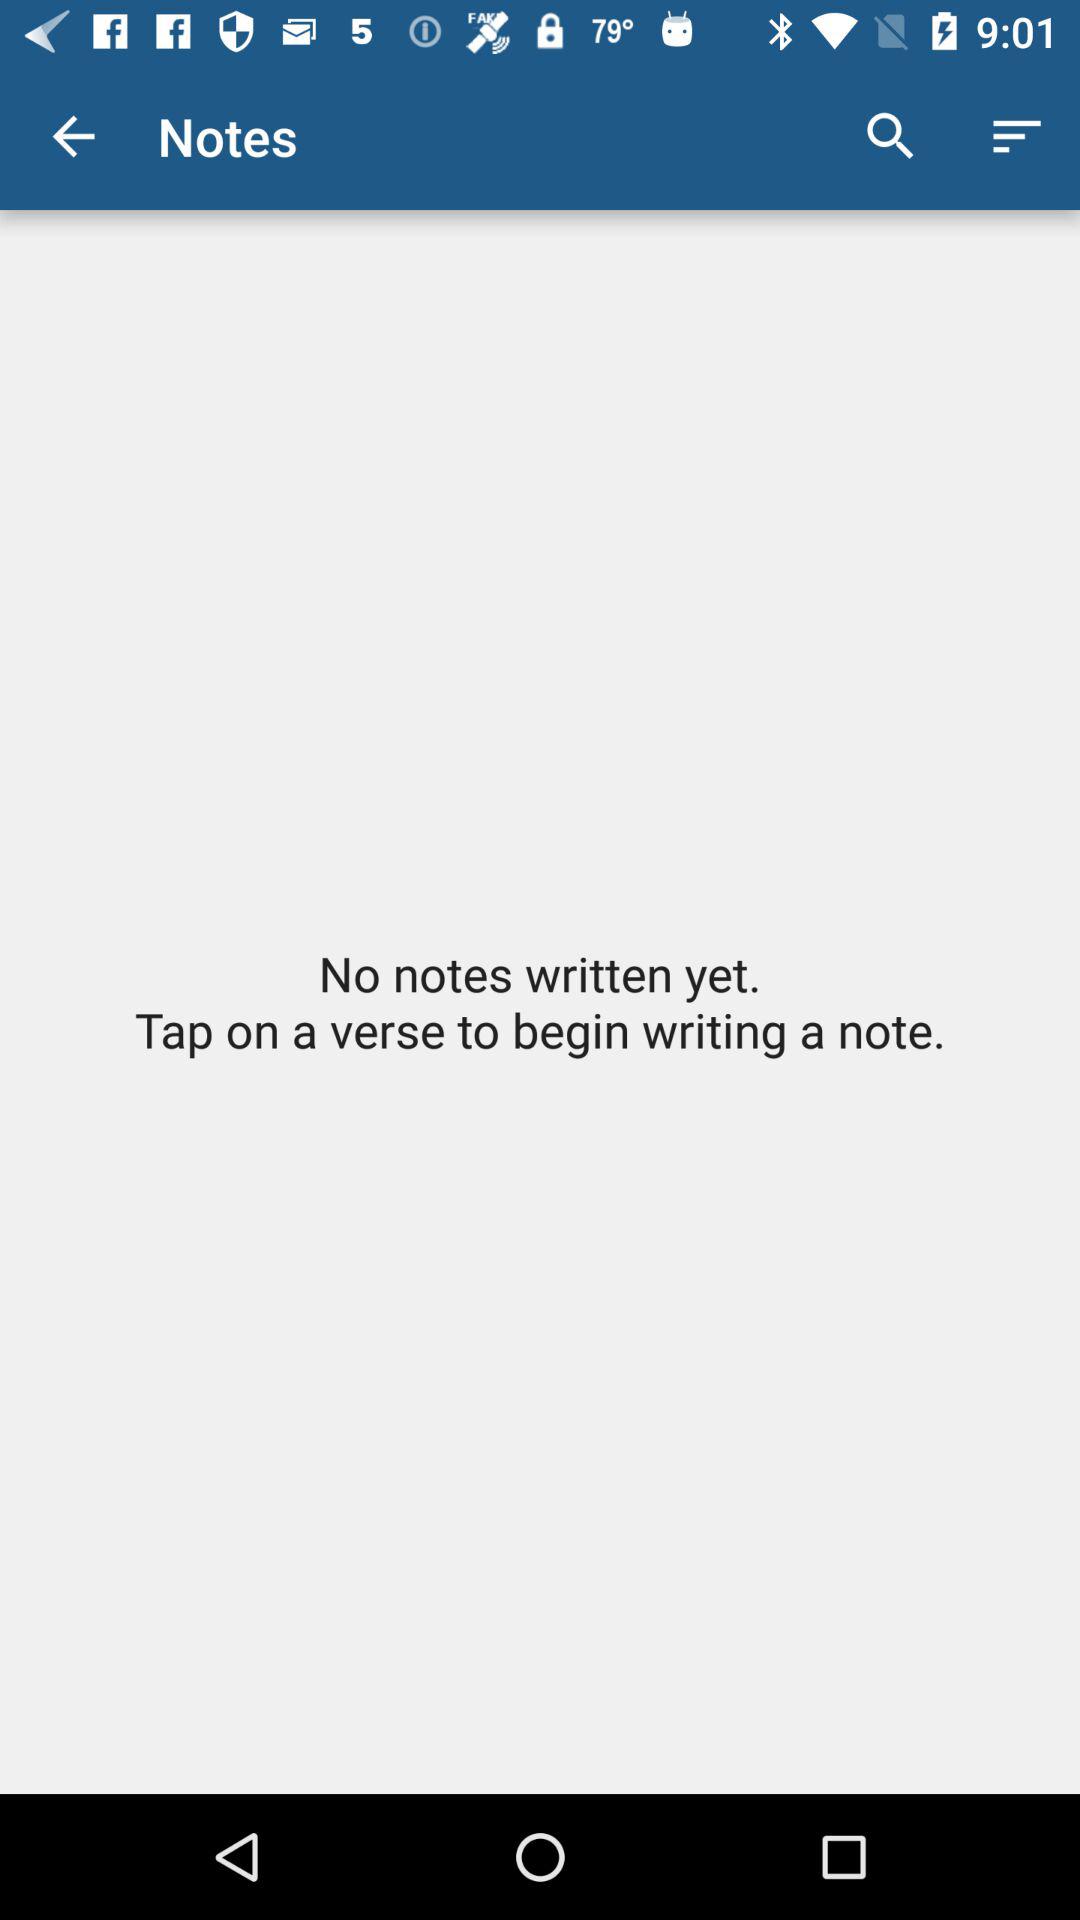 5 FAKE 79° 9:01
Notes
No notes written yet.
Tap on a verse to begin writing a note.